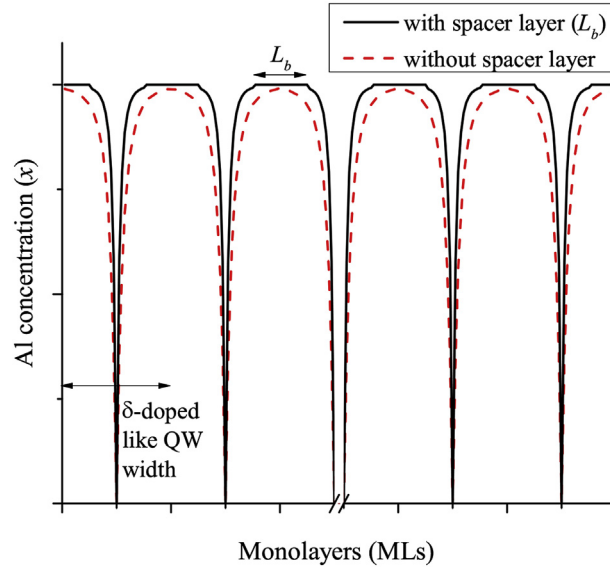 with spacer layer (L_b)
without spacer layer
L_b
Al concentration (x)
δ-doped
like QW
width
Monolayers (MLs)